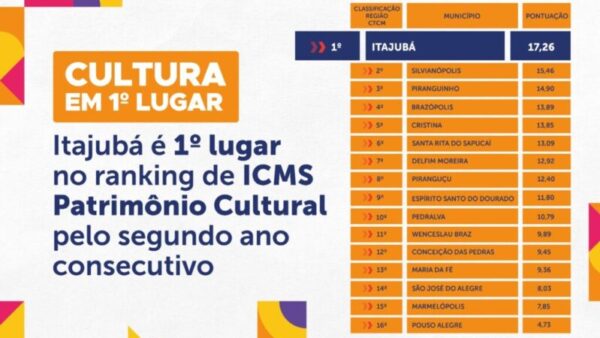 CULTURA
EM 1º LUGAR
Itajubá é 1º lugar
no ranking de ICMS
Patrimônio Cultural
pelo segundo ano
consecutivo
CLASSIFICAÇÃO REGIÃO CTCM MUNICÍPIO PONTUAÇÃO
1º ITAJUBÁ 17,26
2º SILVIANÓPOLIS 15,46
3º PIRANGUINHO 14,90
4º BRAZÓPOLIS 13,89
5º CRISTINA 13,85
6º SANTA RITA DO SAPUCAÍ 13,09
7º DELFIM MOREIRA 12,92
8º PIRANGUÇU 12,40
9º ESPÍRITO SANTO DO DOURADO 11,80
10º PEDRALVA 10,79
11º WENCESLAU BRAZ 9,89
12º CONCEIÇÃO DAS PEDRAS 9,45
13º MARIA DA FÉ 9,36
14º SÃO JOSÉ DO ALEGRE 8,03
15º MARMELÓPOLIS 7,85
16º POUSO ALEGRE 4,73